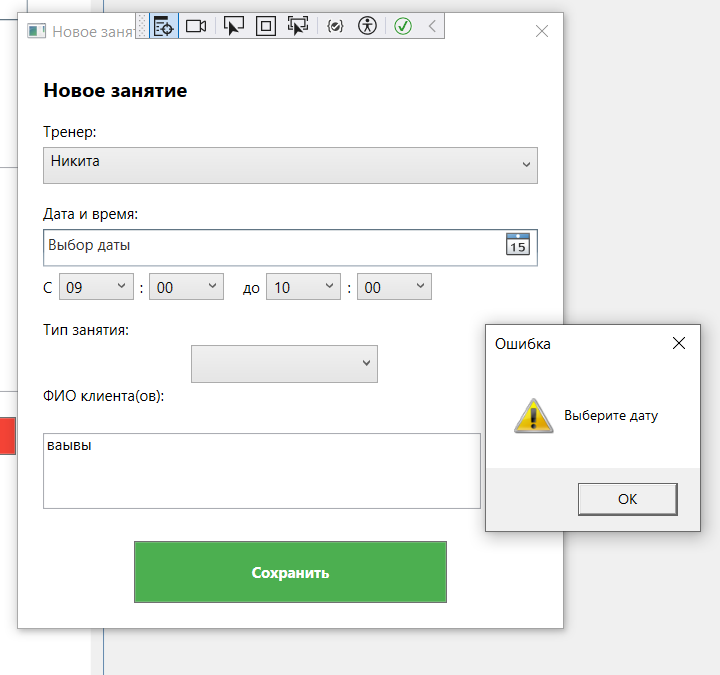 Новое заня
Новое занятие
Тренер:
Никита
Дата и время:
Выбор даты
15
С 09 : 00 до 10 : 00
Тип занятия:
Ошибка
Выберите дату
OK
ФИО клиента(ов):
ваывы
Сохранить